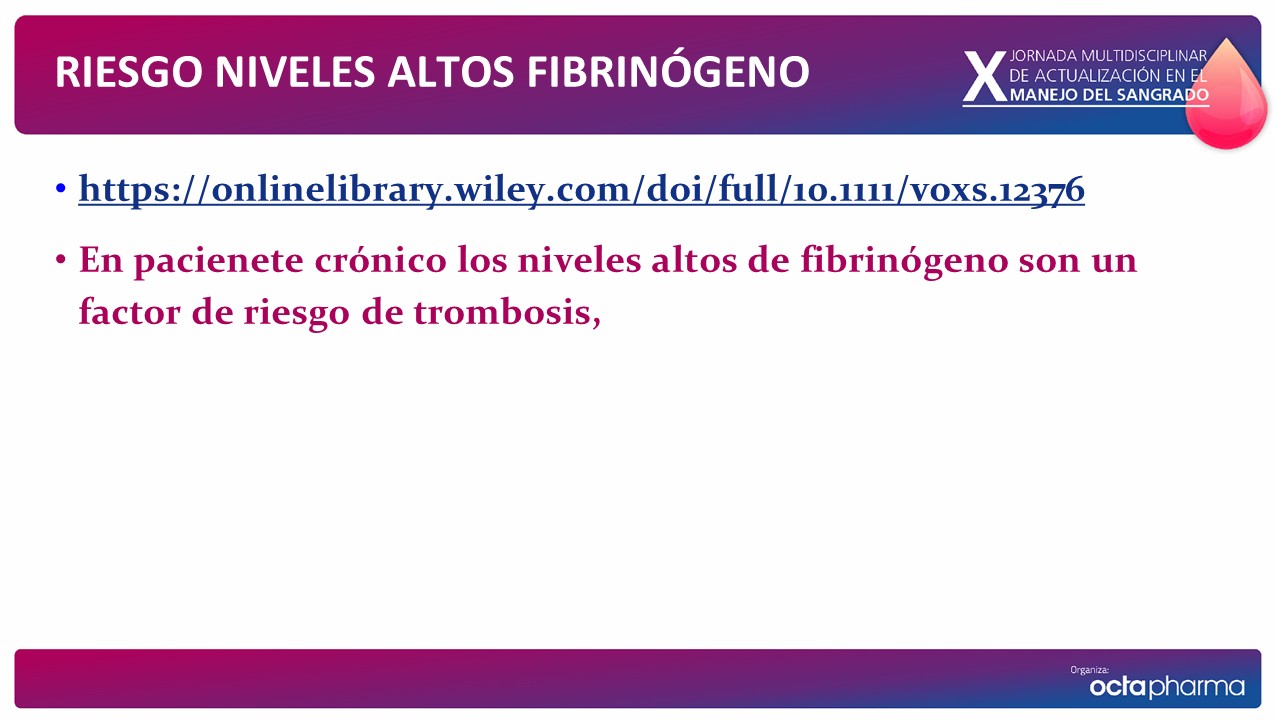 RIESGO NIVELES ALTOS FIBRINÓGENO
X JORNADA MULTIDISCIPLINAR
DE ACTUALIZACIÓN EN EL
MANEJO DEL SANGRADO
• https://onlinelibrary.wiley.com/doi/full/10.1111/voxs.12376
• En pacienete crónico los niveles altos de fibrinógeno son un
factor de riesgo de trombosis,
Organiza:
octapharma